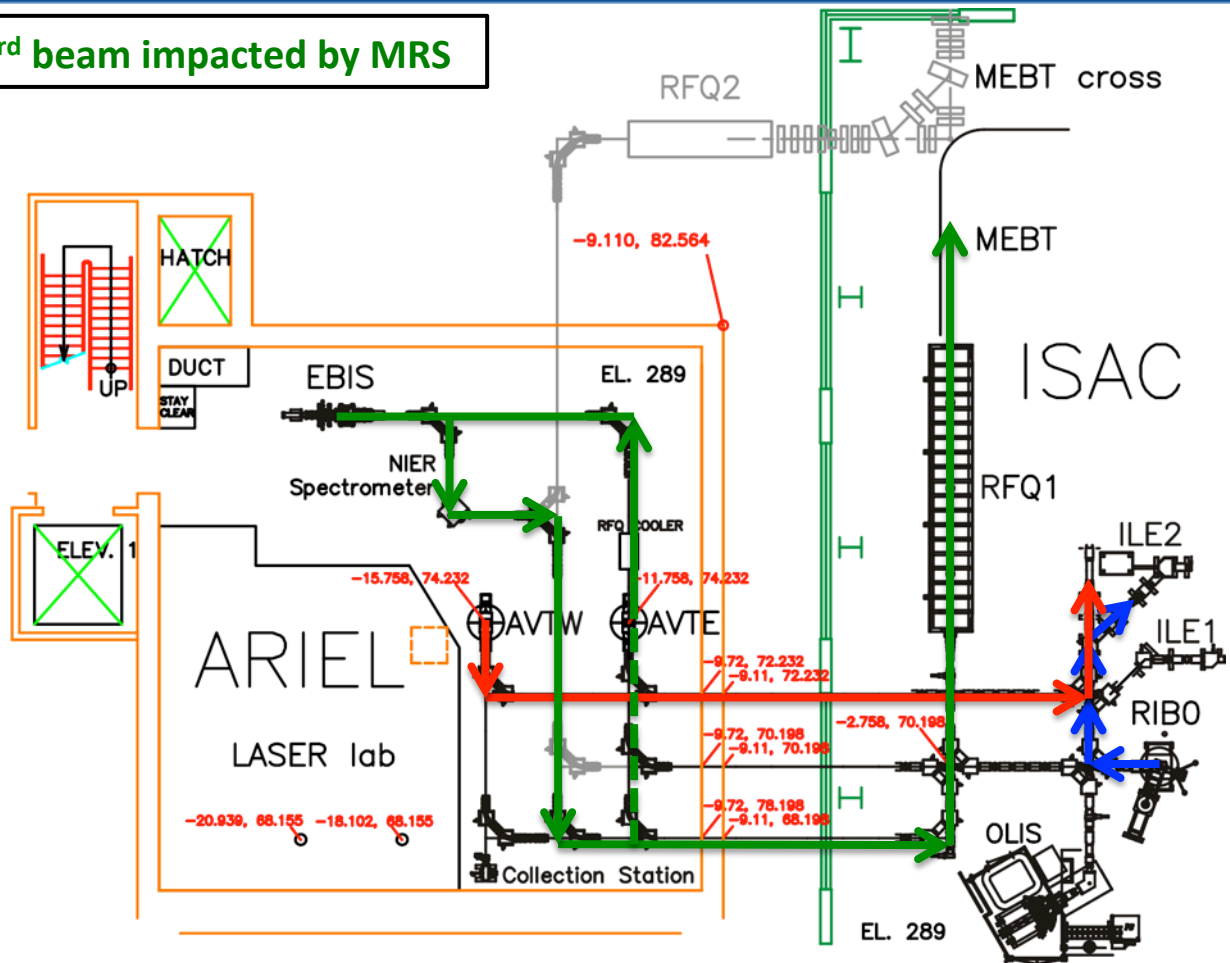 rd beam impacted by MRS
RFQ2
MEBT cross
-9.110, 82.564
MEBT
HATCH
ISAC
DUCT
EBIS
EL. 289
UP
STAY
CLEAR
NIER
Spectrometer
RFQ1
RFQ COOLER
ILE2
ELEV. 1
-15.758, 74.232
-11.758, 74.232
AVTW
AVTE
ILE1
ARIEL
-9.72, 72.232
-9.11, 72.232
RIBO
-9.72, 70.198
-9.11, 70.198
-2.758, 70.198
LASER lab
-9.72, 78.198
-9.11, 68.198
-20.939, 68.155
-18.102, 68.155
OLIS
Collection Station
EL. 289